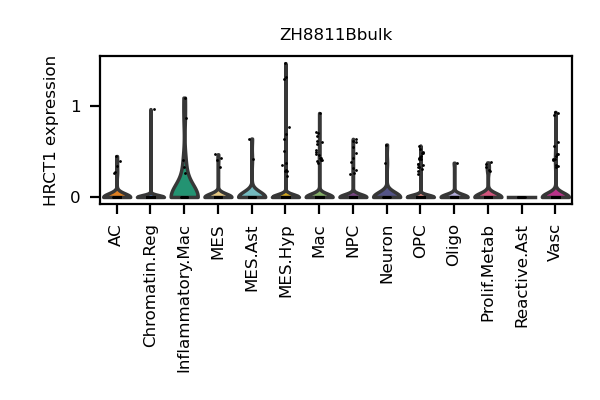 ZH8811Bbulk
HRCT1 expression
1
0
AC
Chromatin.Reg
Inflammatory.Mac
MES
MES.Ast
MES.Hyp
Mac
NPC
Neuron
OPC
Oligo
Prolif.Metab
Reactive.Ast
Vasc